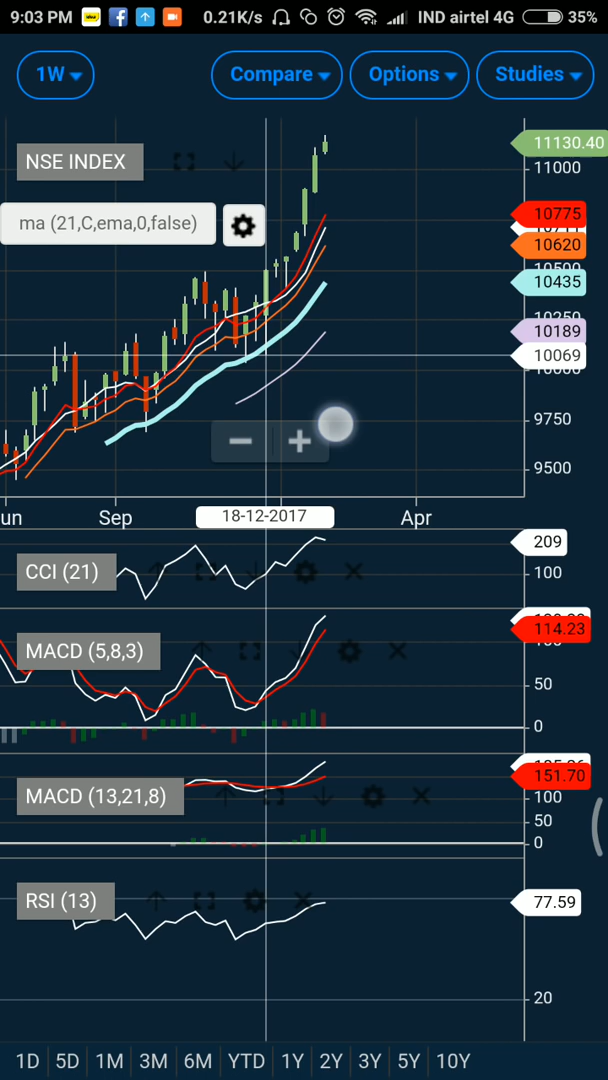 9:03 PM 0.21K/s IND airtel 4G 35%
1W Compare Options Studies
11130.40
NSE INDEX
11000
ma (21,C,ema,0,false)
10775
10620
10435
10250
10189
10069
10000
9750
9500
Sep 18-12-2017 Apr
CCI (21)
209
100
MACD (5,8,3)
114.23
50
0
MACD (13,21,8)
151.70
100
50
0
RSI (13)
77.59
20
1D 5D 1M 3M 6M YTD 1Y 2Y 3Y 5Y 10Y